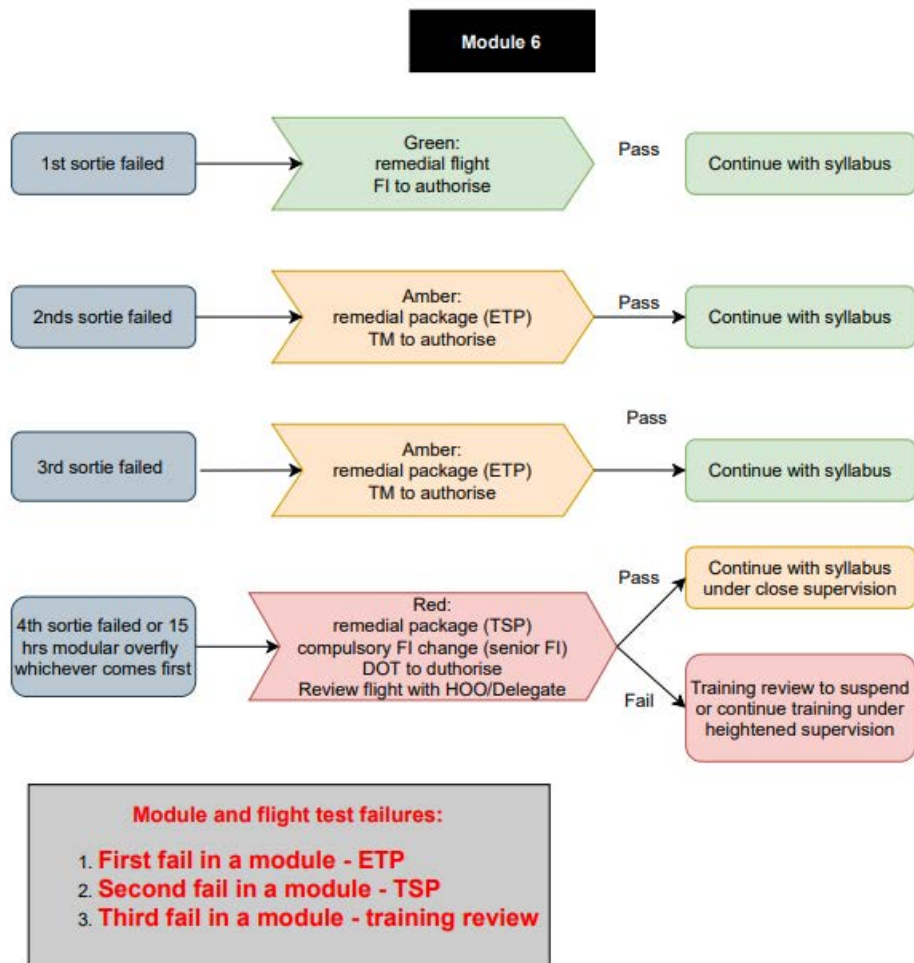 Module 6
1st sortie failed
Green:
remedial flight
FI to authorise
Pass
Continue with syllabus
2nds sortie failed
Amber:
remedial package (ETP)
TM to authorise
Pass
Continue with syllabus
3rd sortie failed
Amber:
remedial package (ETP)
TM to authorise
Pass
Continue with syllabus
4th sortie failed or 15
hrs modular overfly
whichever comes first
Red:
remedial package (TSP)
compulsory FI change (senior FI)
DOT to duthorise
Review flight with HOO/Delegate
Pass
Continue with syllabus
under close supervision
Fail
Training review to suspend
or continue training under
heightened supervision
Module and flight test failures:
1. First fail in a module - ETP
2. Second fail in a module - TSP
3. Third fail in a module - training review